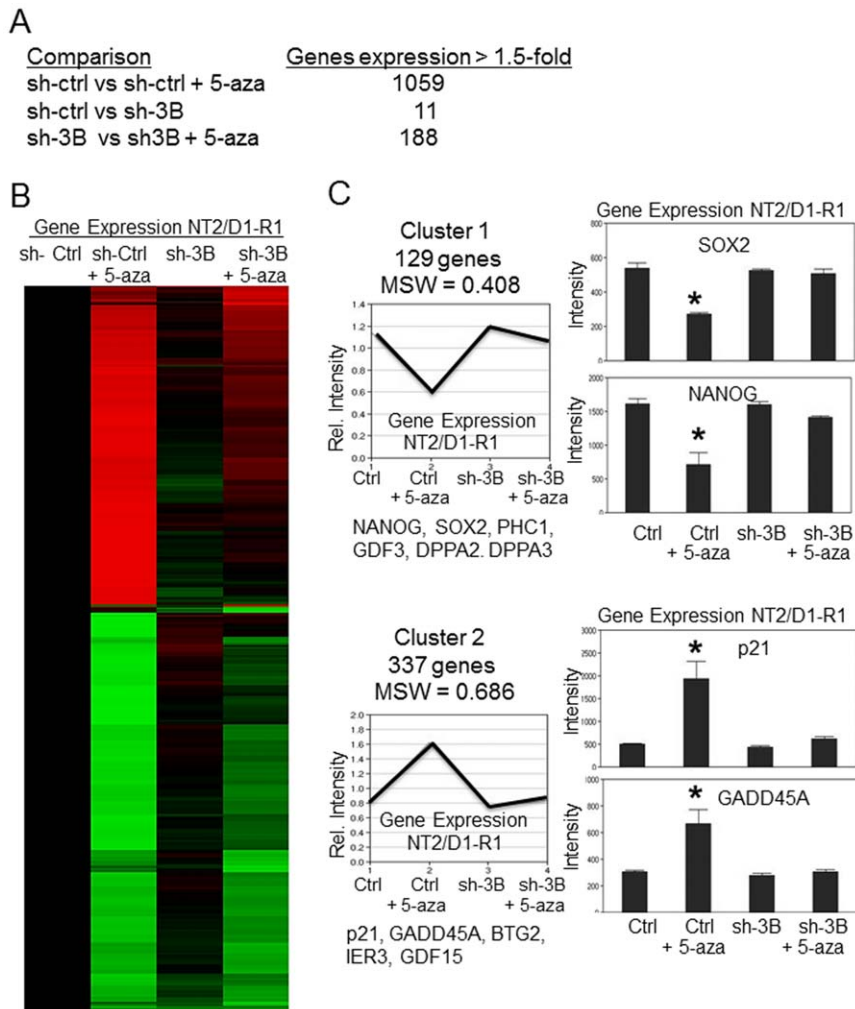 A
Comparison Genes expression > 1.5-fold
sh-ctrl vs sh-ctrl + 5-aza 1059
sh-ctrl vs sh-3B 11
sh-3B vs sh3B + 5-aza 188
B
Gene Expression NT2/D1-R1
sh- Ctrl sh-Ctrl + 5-aza sh-3B sh-3B + 5-aza
C
Cluster 1
129 genes
MSW = 0.408
Rel. Intensity
1.4
1.2
1.0
0.8
0.6
0.4
0.2
0.0
Gene Expression
NT2/D1-R1
1 2 3 4
Ctrl Ctrl + 5-aza sh-3B sh-3B + 5-aza
NANOG, SOX2, PHC1,
GDF3, DPPA2. DPPA3
Gene Expression NT2/D1-R1
SOX2
Intensity
800
600
400
200
0
*
NANOG
Intensity
2000
1500
1000
500
0
*
Ctrl Ctrl + 5-aza sh-3B sh-3B + 5-aza
Cluster 2
337 genes
MSW = 0.686
Rel. Intensity
2.0
1.8
1.6
1.4
1.2
1.0
0.8
0.6
0.4
0.2
0.0
Gene Expression
NT2/D1-R1
1 2 3 4
Ctrl Ctrl + 5-aza sh-3B sh-3B + 5-aza
p21, GADD45A, BTG2,
IER3, GDF15
Gene Expression NT2/D1-R1
p21
Intensity
3000
2500
2000
1500
1000
500
0
*
GADD45A
Intensity
1000
800
600
400
200
0
*
Ctrl Ctrl + 5-aza sh-3B sh-3B + 5-aza